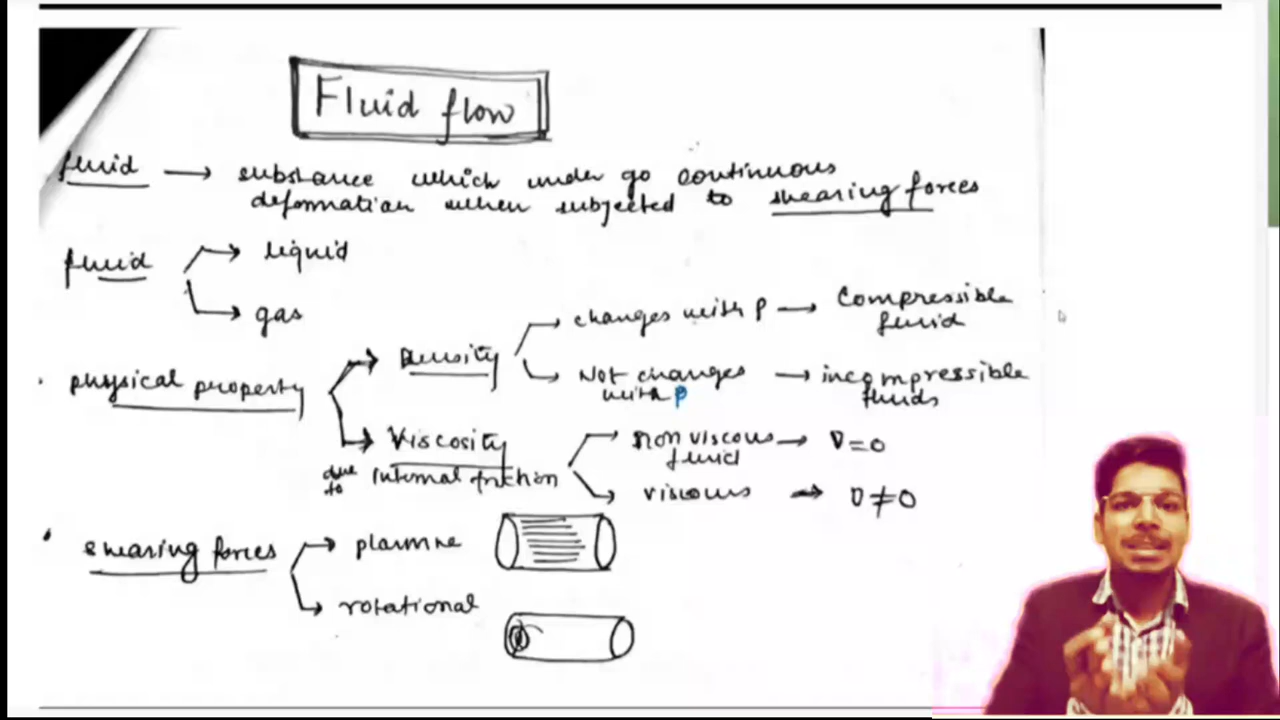 Fluid flow
fluid → substance which under go continuous
deformation when subjected to shearing forces
fluid → liquid
→ gas
changes with P → Compressible
fluid
• physical property → Density
Not changes → incompressible
with P fluids
→ Viscosity
due to internal friction
non viscous → ∇=0
fluid
viscous → ∇≠0
• shearing forces → plamine
→ rotational